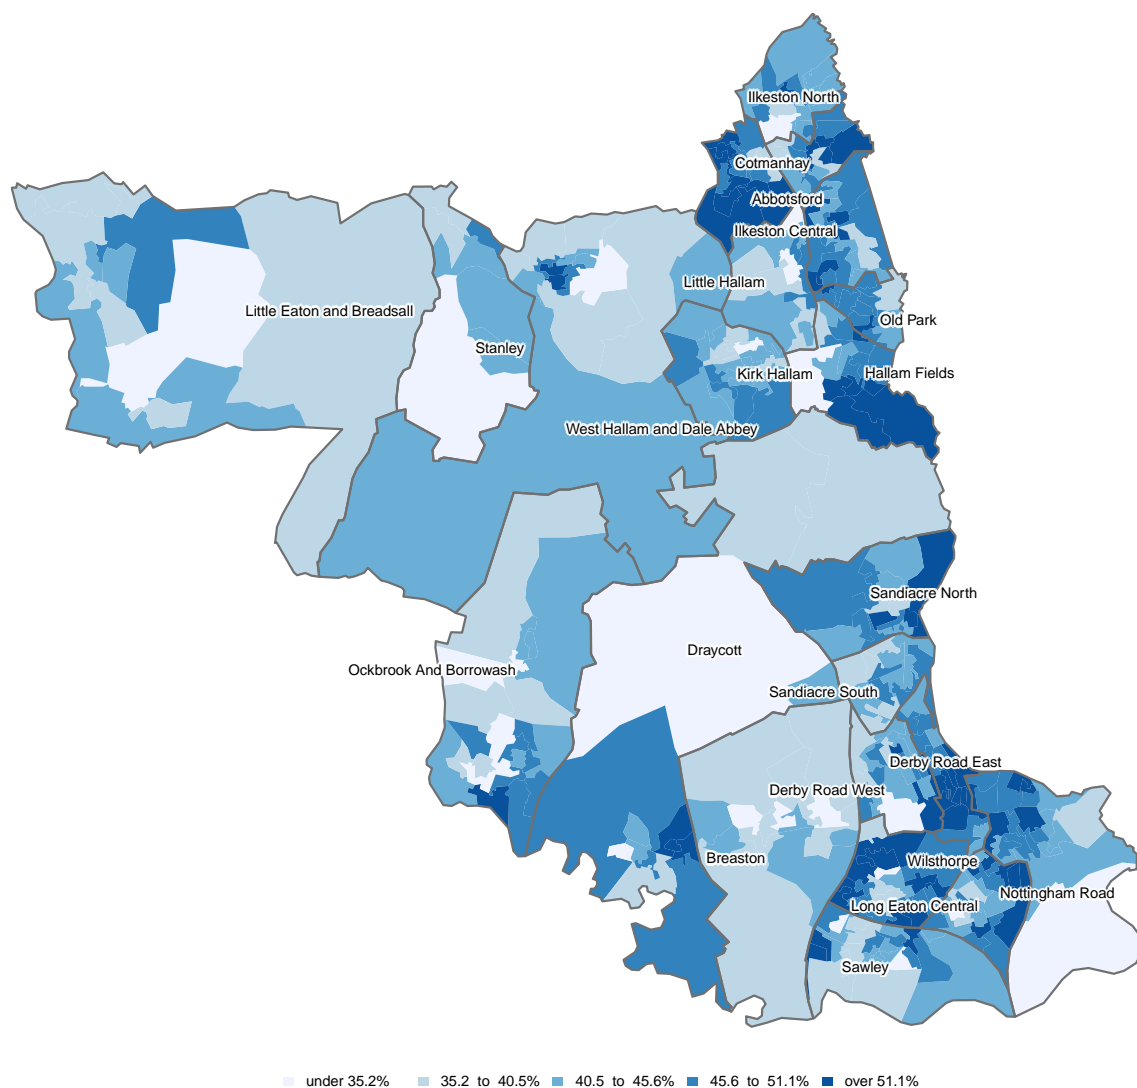 Ilkeston North
Cotmanhay
Abbotsford
Ilkeston Central
Little Hallam
Little Eaton and Breadsall
Old Park
Stanley
Kirk Hallam
Hallam Fields
West Hallam and Dale Abbey
Sandiacre North
Draycott
Ockbrook And Borrowash
Sandiacre South
Derby Road East
Derby Road West
Breaston
Wilsthorpe
Nottingham Road
Long Eaton Central
Sawley
under 35.2% 35.2 to 40.5% 40.5 to 45.6% 45.6 to 51.1% over 51.1%